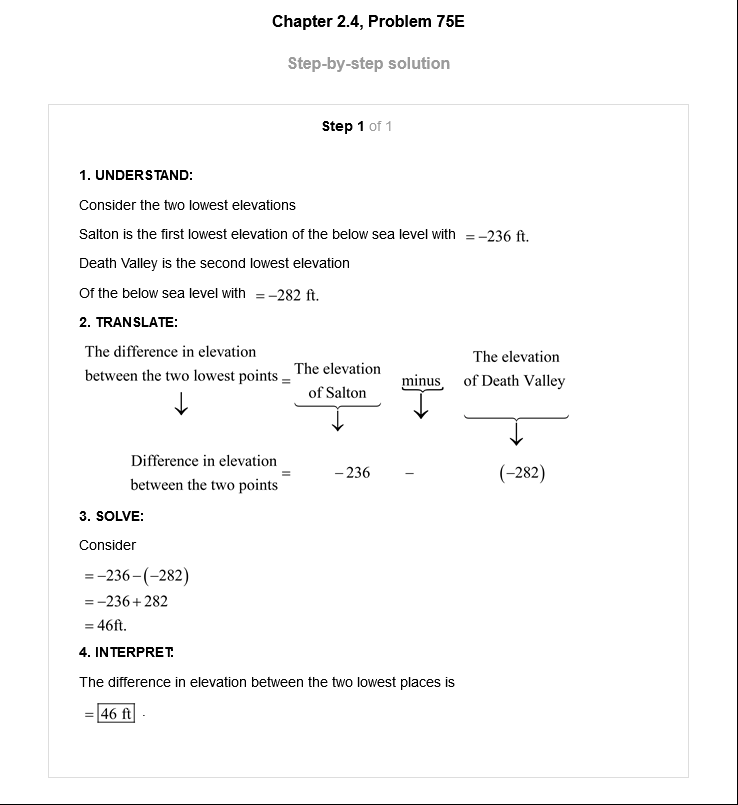 Chapter 2.4, Problem 75E
Step-by-step solution
Step 1 of 1
1. UNDERSTAND:
Consider the two lowest elevations
Salton is the first lowest elevation of the below sea level with = −236 ft.
Death Valley is the second lowest elevation
Of the below sea level with = −282 ft.
2. TRANSLATE:
The difference in elevation
between the two lowest points =
The elevation
of Salton
minus
The elevation
of Death Valley
Difference in elevation
between the two points
= −236 − (−282)
3. SOLVE:
Consider
= −236 − (−282)
= −236 + 282
= 46ft.
4. INTERPRET:
The difference in elevation between the two lowest places is
= 46 ft .